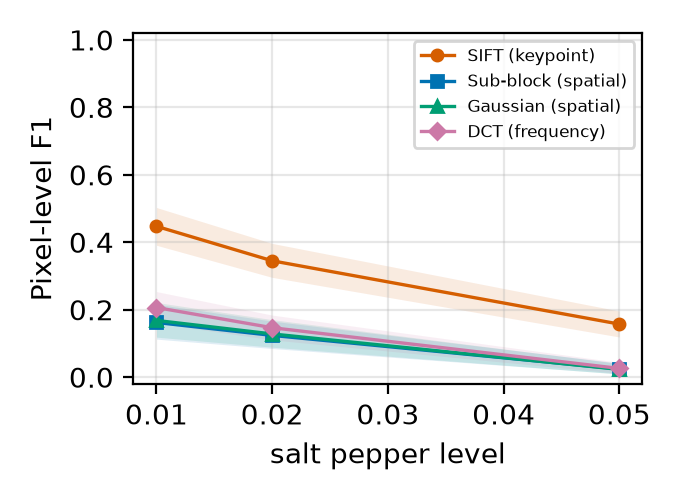 1.0
0.8
0.6
0.4
0.2
0.0
Pixel-level F1
SIFT (keypoint)
Sub-block (spatial)
Gaussian (spatial)
DCT (frequency)
0.01 0.02 0.03 0.04 0.05
salt pepper level